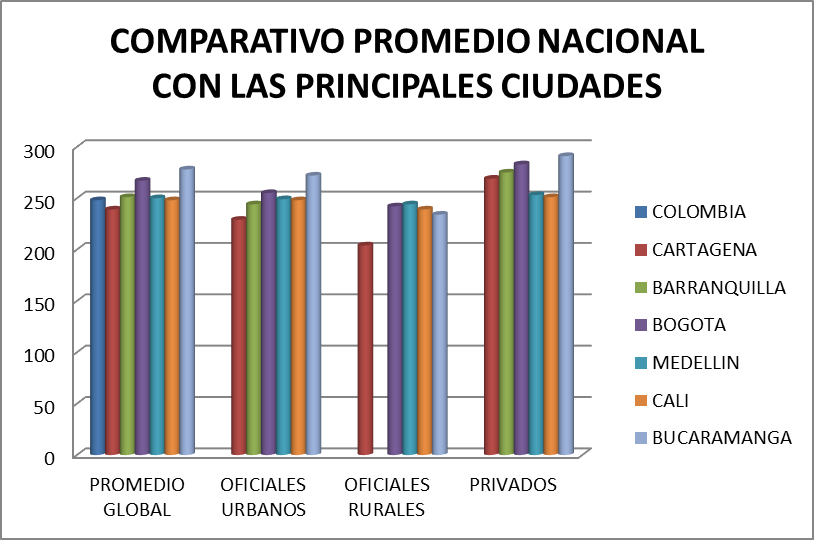 COMPARATIVO PROMEDIO NACIONAL
CON LAS PRINCIPALES CIUDADES
300
250
200
150
100
50
0
PROMEDIO
GLOBAL
OFICIALES
URBANOS
OFICIALES
RURALES
PRIVADOS
COLOMBIA
CARTAGENA
BARRANQUILLA
BOGOTA
MEDELLIN
CALI
BUCARAMANGA